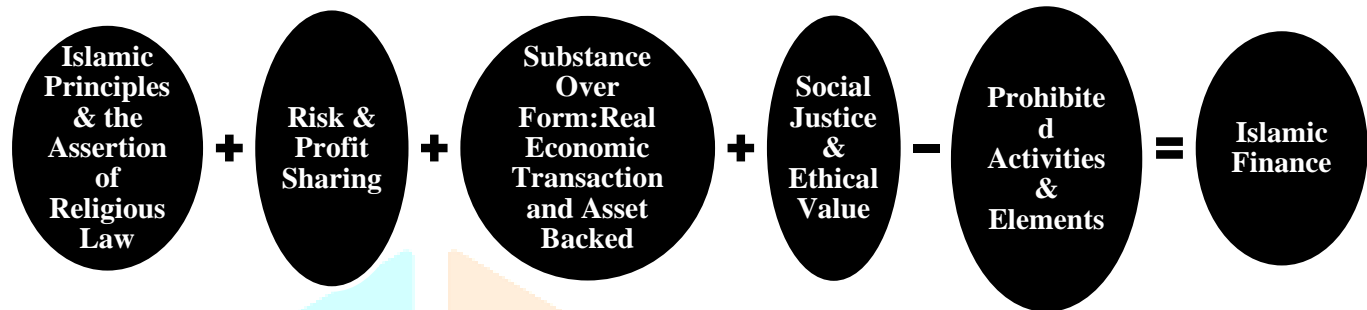 Islamic
Principles
& the
Assertion
of
Religious
Law
+
Risk &
Profit
Sharing
+
Substance
Over
Form:Real
Economic
Transaction
and Asset
Backed
+
Social
Justice
&
Ethical
Value
−
Prohibite
d
Activities
&
Elements
=
Islamic
Finance